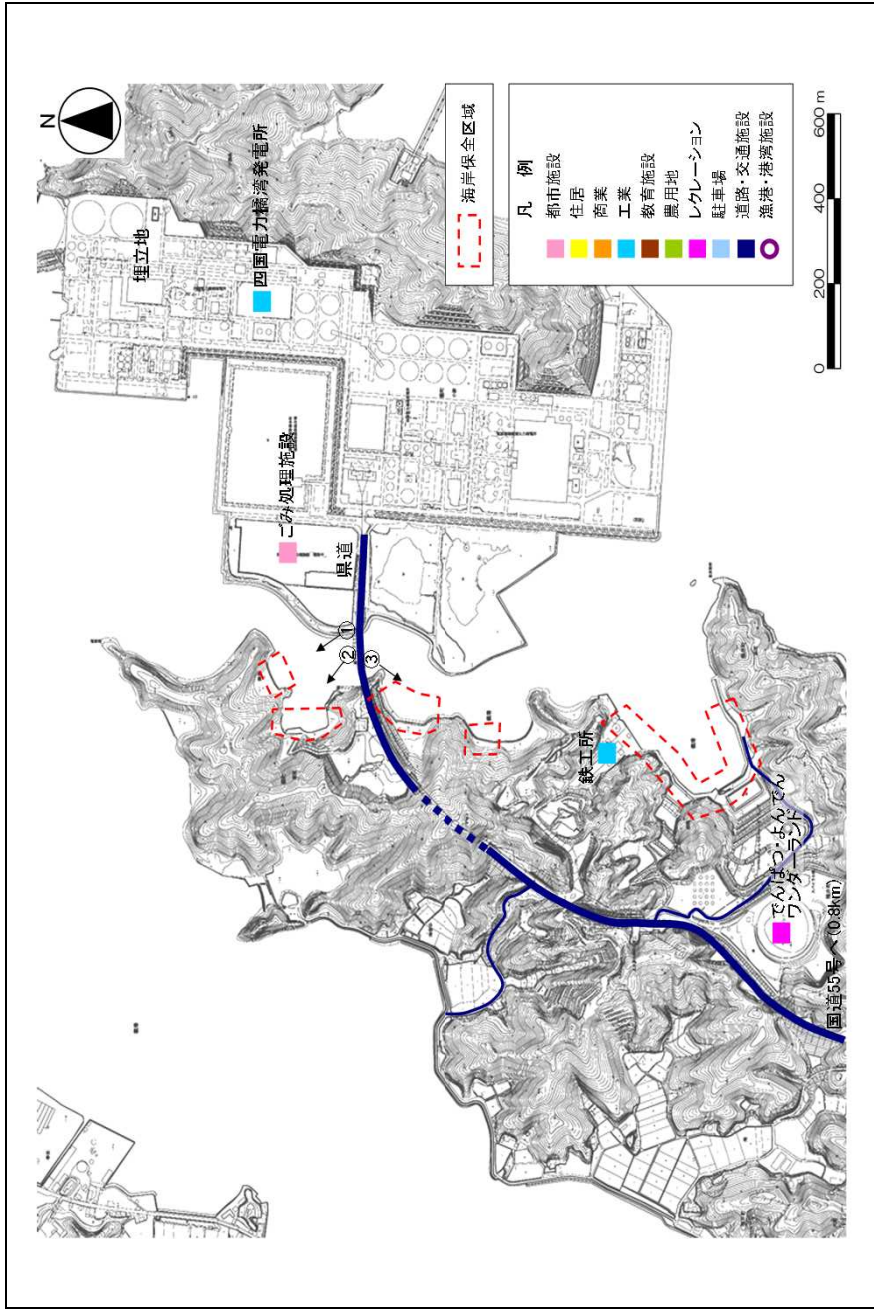 N
埋立地
四国電力橘湾発電所
ごみ処理施設
県道
①
②
③
鉄工所
でんぱつ・よんでん
ワンダーランド
国道55号へ(0.8km)
海岸保全区域
凡 例
都市施設
住居
商業
工業
教育施設
農用地
レクレーション
駐車場
道路・交通施設
漁港・港湾施設
0 200 400 600 m